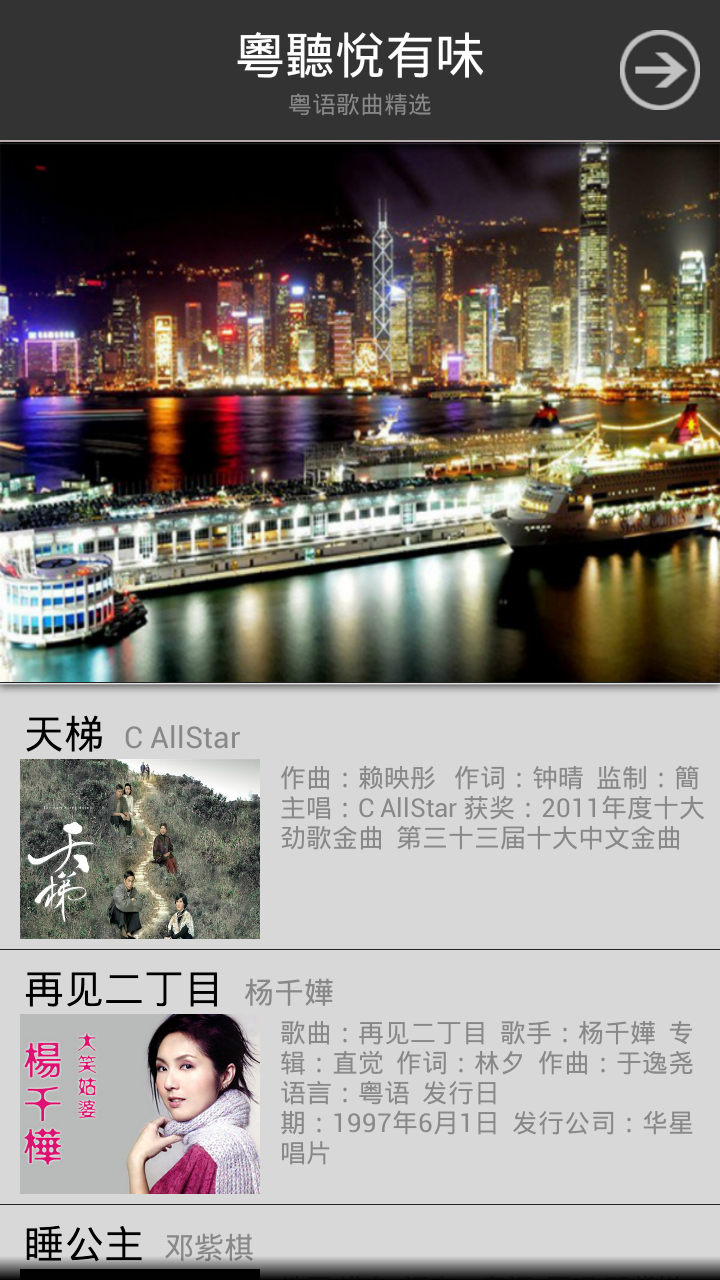 粵聽悅有味
粤语歌曲精选
天梯 C AllStar
天梯
作曲：赖映彤 作词：钟晴 监制：簡
主唱：C AllStar 获奖：2011年度十大
劲歌金曲 第三十三届十大中文金曲
再见二丁目 杨千嬅
楊千嬅
大笑姑婆
歌曲：再见二丁目 歌手：杨千嬅 专
辑：直觉 作词：林夕 作曲：于逸尧
语言：粤语 发行日
期：1997年6月1日 发行公司：华星
唱片
睡公主 邓紫棋